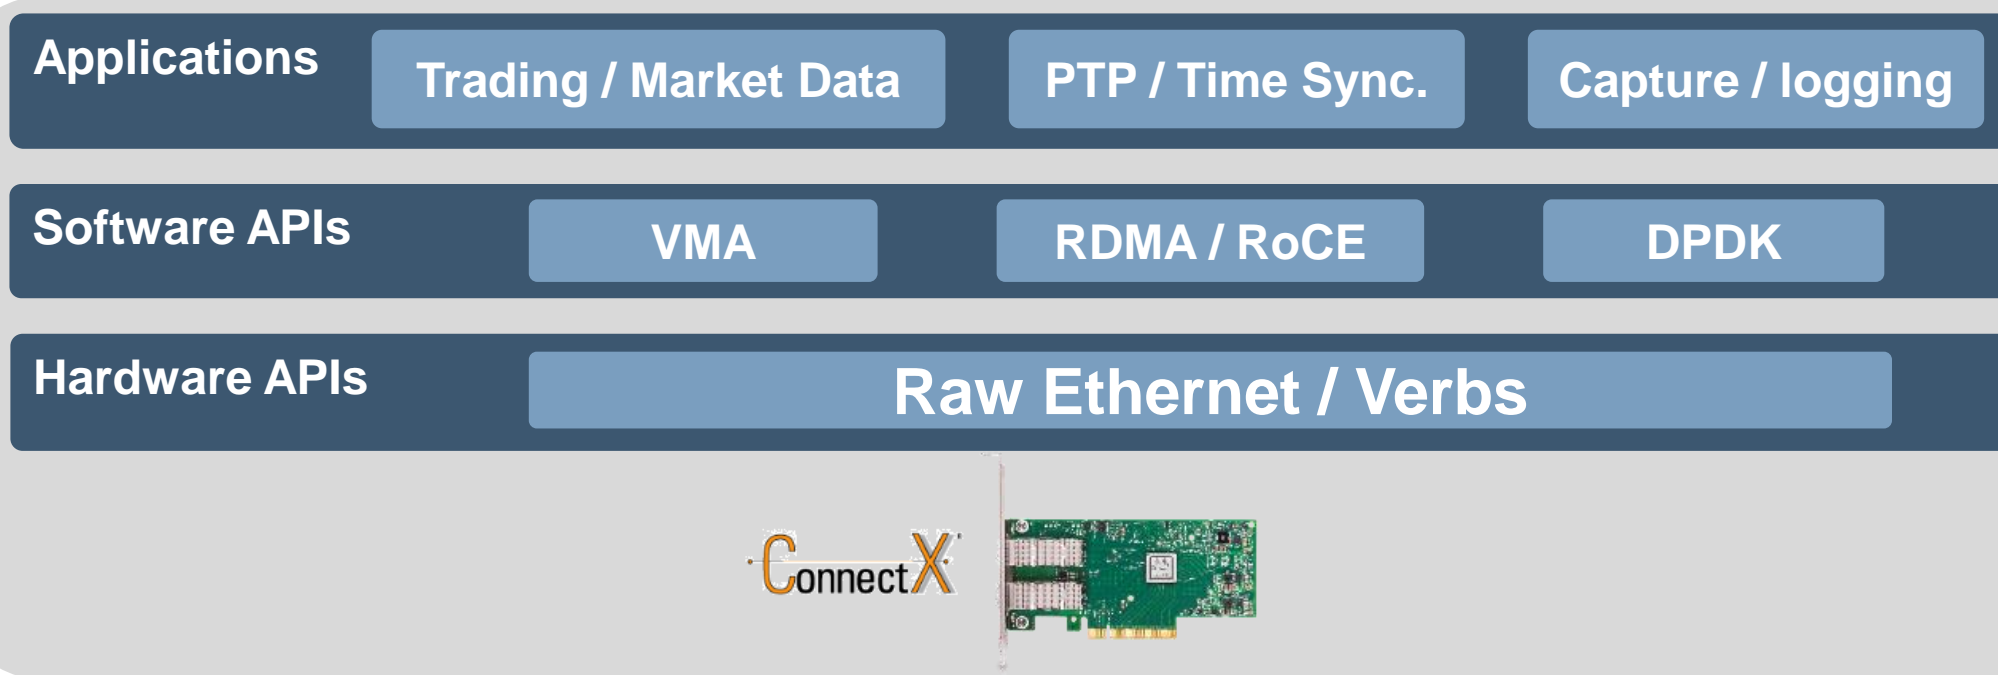 Applications
Trading / Market Data
PTP / Time Sync.
Capture / logging
Software APIs
VMA
RDMA / RoCE
DPDK
Hardware APIs
Raw Ethernet / Verbs
ConnectX